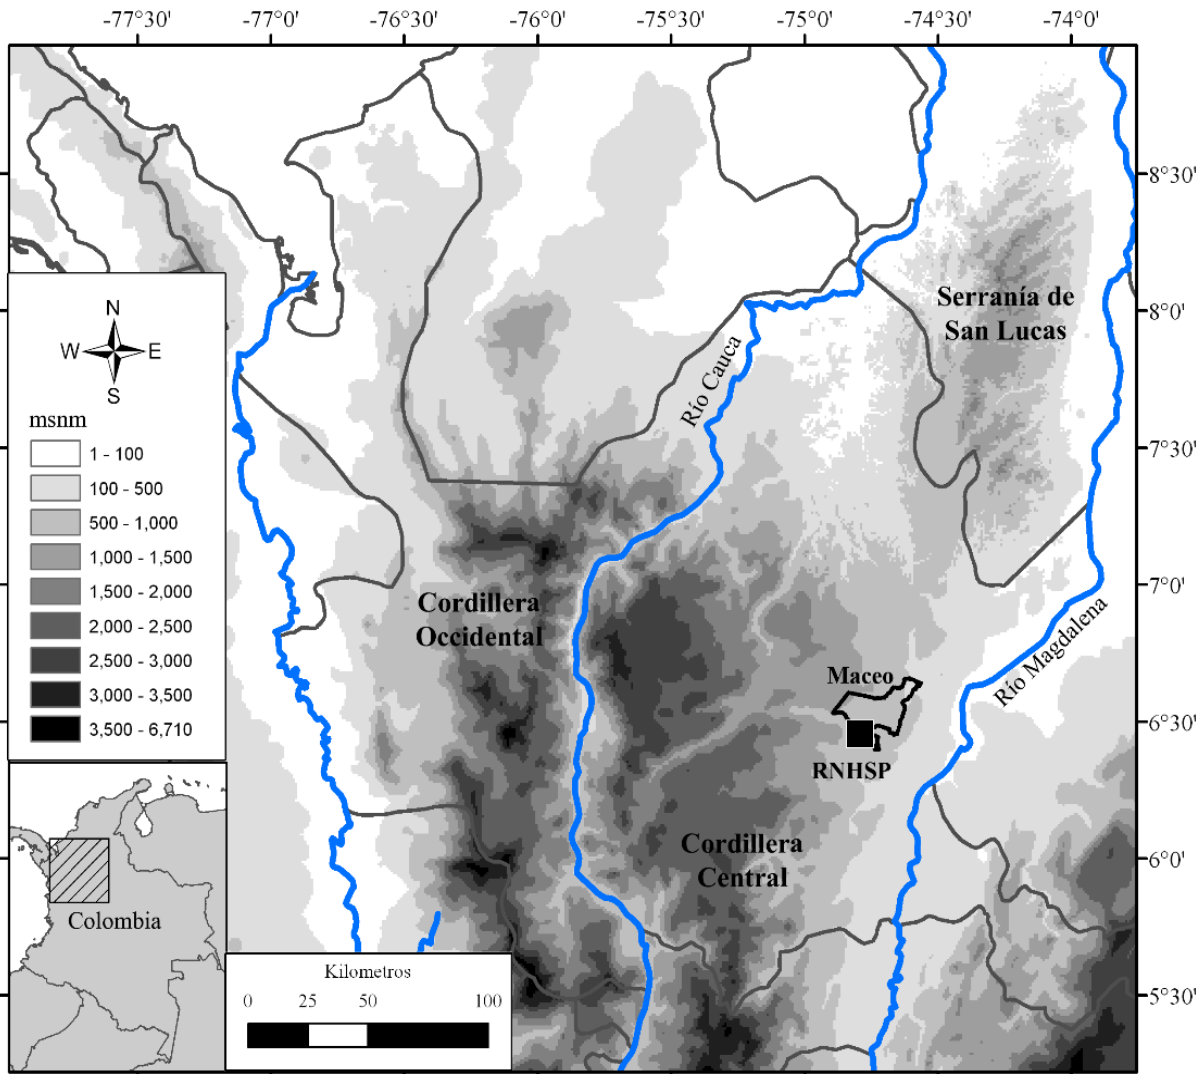 -77°30' -77°0' -76°30' -76°0' -75°30' -75°0' -74°30' -74°0'
8°30'
8°0'
7°30'
7°0'
6°30'
6°0'
5°30'
Serranía de
San Lucas
Río Cauca
Cordillera
Occidental
Río Magdalena
Maceo
RNHSP
Cordillera
Central
N
W E
S
msnm
1 - 100
100 - 500
500 - 1,000
1,000 - 1,500
1,500 - 2,000
2,000 - 2,500
2,500 - 3,000
3,000 - 3,500
3,500 - 6,710
Colombia
Kilometros
0 25 50 100